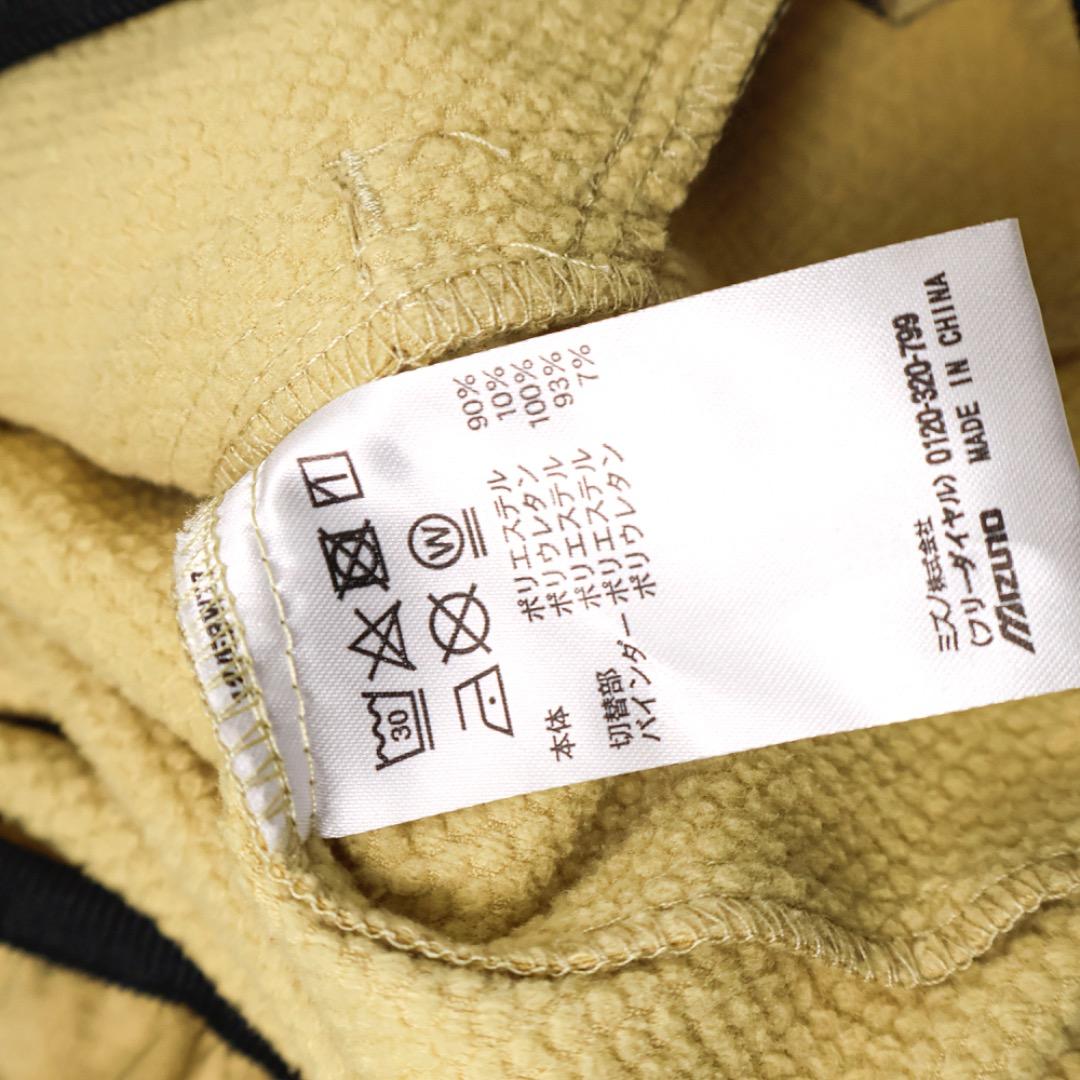 30
W
本体 ポリエステル 90%
ポリウレタン 10%
切替部 ポリエステル 100%
バインダー ポリエステル 93%
ポリウレタン 7%
ミズノ株式会社
(フリーダイヤル) 0120-320-799
MIZUNO MADE IN CHINA